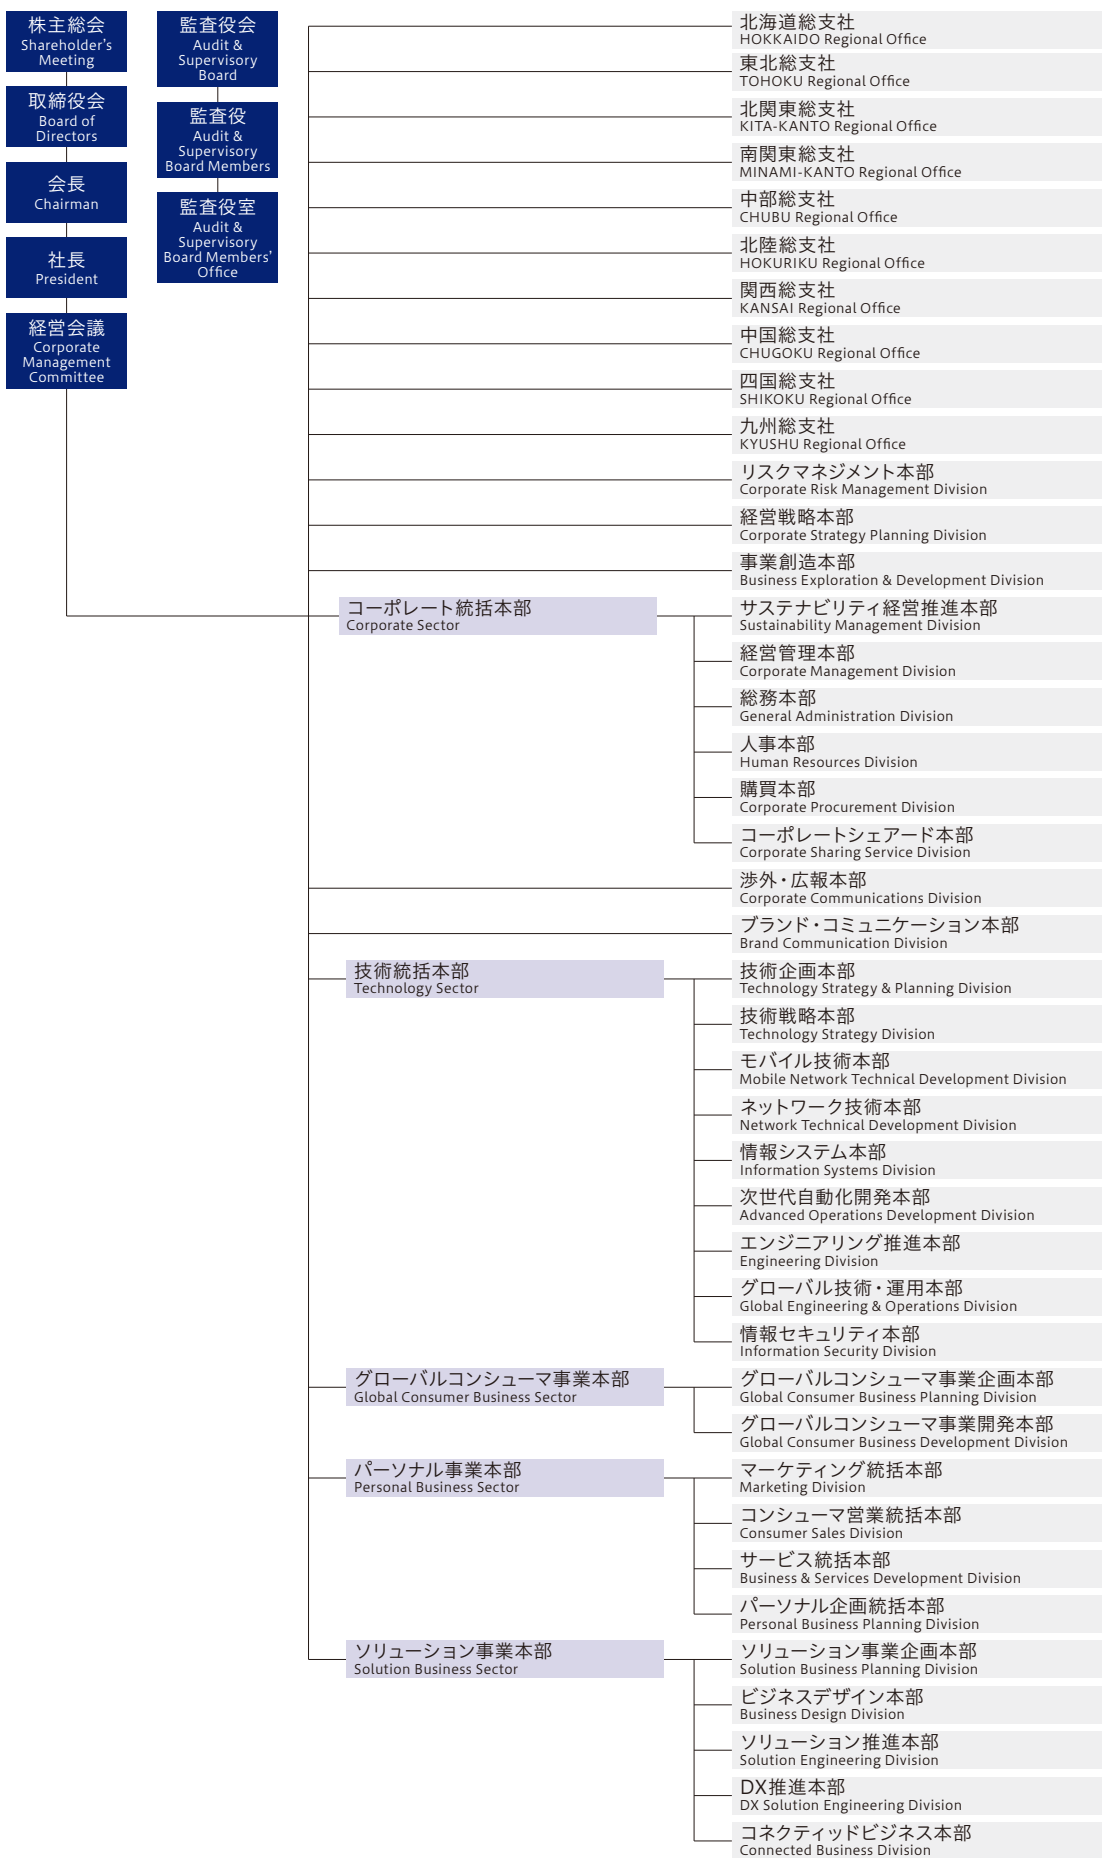 株主総会
Shareholder's
Meeting
取締役会
Board of
Directors
会長
Chairman
社長
President
経営会議
Corporate
Management
Committee
監査役会
Audit &
Supervisory
Board
監査役
Audit &
Supervisory
Board Members
監査役室
Audit &
Supervisory
Board Members'
Office
北海道総支社
HOKKAIDO Regional Office
東北総支社
TOHOKU Regional Office
北関東総支社
KITA-KANTO Regional Office
南関東総支社
MINAMI-KANTO Regional Office
中部総支社
CHUBU Regional Office
北陸総支社
HOKURIKU Regional Office
関西総支社
KANSAI Regional Office
中国総支社
CHUGOKU Regional Office
四国総支社
SHIKOKU Regional Office
九州総支社
KYUSHU Regional Office
リスクマネジメント本部
Corporate Risk Management Division
経営戦略本部
Corporate Strategy Planning Division
事業創造本部
Business Exploration & Development Division
コーポレート統括本部
Corporate Sector
サステナビリティ経営推進本部
Sustainability Management Division
経営管理本部
Corporate Management Division
総務本部
General Administration Division
人事本部
Human Resources Division
購買本部
Corporate Procurement Division
コーポレートシェアード本部
Corporate Sharing Service Division
渉外・広報本部
Corporate Communications Division
ブランド・コミュニケーション本部
Brand Communication Division
技術統括本部
Technology Sector
技術企画本部
Technology Strategy & Planning Division
技術戦略本部
Technology Strategy Division
モバイル技術本部
Mobile Network Technical Development Division
ネットワーク技術本部
Network Technical Development Division
情報システム本部
Information Systems Division
次世代自動化開発本部
Advanced Operations Development Division
エンジニアリング推進本部
Engineering Division
グローバル技術・運用本部
Global Engineering & Operations Division
情報セキュリティ本部
Information Security Division
グローバルコンシューマ事業本部
Global Consumer Business Sector
グローバルコンシューマ事業企画本部
Global Consumer Business Planning Division
グローバルコンシューマ事業開発本部
Global Consumer Business Development Division
パーソナル事業本部
Personal Business Sector
マーケティング統括本部
Marketing Division
コンシューマ営業統括本部
Consumer Sales Division
サービス統括本部
Business & Services Development Division
パーソナル企画統括本部
Personal Business Planning Division
ソリューション事業本部
Solution Business Sector
ソリューション事業企画本部
Solution Business Planning Division
ビジネスデザイン本部
Business Design Division
ソリューション推進本部
Solution Engineering Division
DX推進本部
DX Solution Engineering Division
コネクティッドビジネス本部
Connected Business Division